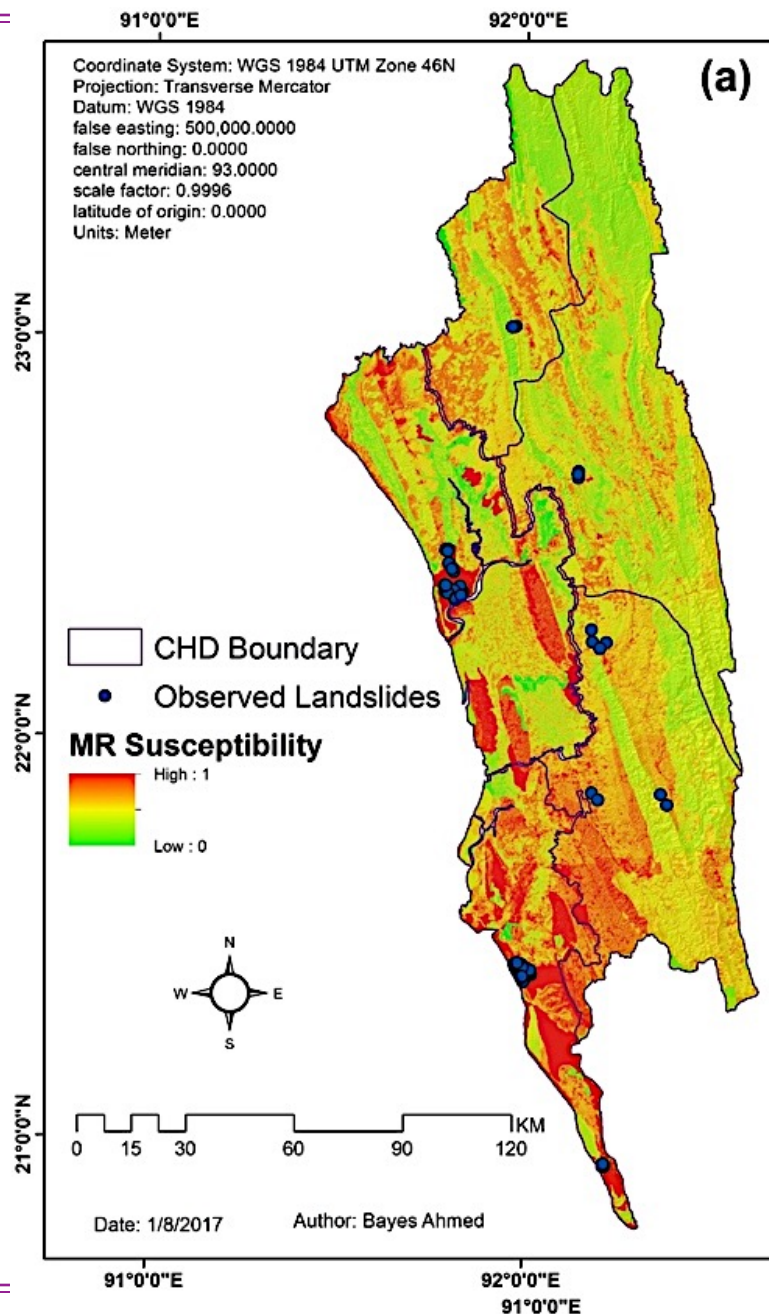 91°0'0"E 92°0'0"E
Coordinate System: WGS 1984 UTM Zone 46N
Projection: Transverse Mercator
Datum: WGS 1984
false easting: 500,000.0000
false northing: 0.0000
central meridian: 93.0000
scale factor: 0.9996
latitude of origin: 0.0000
Units: Meter
(a)
23°0'0"N
CHD Boundary
Observed Landslides
22°0'0"N
MR Susceptibility
High : 1
Low : 0
N
W E
S
21°0'0"N
KM
0 15 30 60 90 120
Date: 1/8/2017 Author: Bayes Ahmed
91°0'0"E 92°0'0"E
91°0'0"E